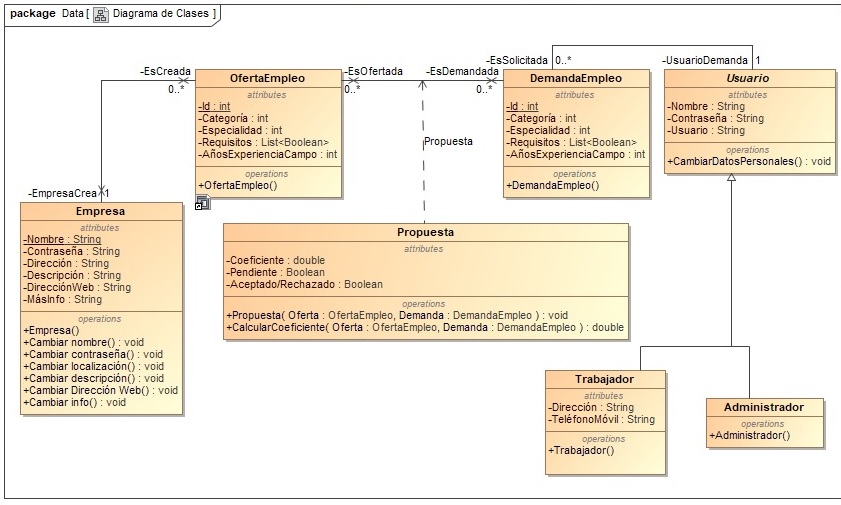 package Data [ Diagrama de Clases ]
-EsCreada
0..*
OfertaEmpleo
attributes
-Id : int
-Categoría : int
-Especialidad : int
-Requisitos : List<Boolean>
-AñosExperienciaCampo : int
operations
+OfertaEmpleo()
-EsOfertada
0..*
-EsDemandada
0..*
-EsSolicitada
0..*
DemandaEmpleo
attributes
-Id : int
-Categoría : int
-Especialidad : int
-Requisitos : List<Boolean>
-AñosExperienciaCampo : int
operations
+DemandaEmpleo()
-UsuarioDemanda
1
Usuario
attributes
-Nombre : String
-Contraseña : String
-Usuario : String
operations
+CambiarDatosPersonales() : void
Propuesta
-EmpresaCrea
1
Empresa
attributes
-Nombre : String
-Contraseña : String
-Dirección : String
-Descripción : String
-DirecciónWeb : String
-MásInfo : String
operations
+Empresa()
+Cambiar nombre() : void
+Cambiar contraseña() : void
+Cambiar localización() : void
+Cambiar descripción() : void
+Cambiar Dirección Web() : void
+Cambiar info() : void
Propuesta
attributes
-Coeficiente : double
-Pendiente : Boolean
-Aceptado/Rechazado : Boolean
operations
+Propuesta( Oferta : OfertaEmpleo, Demanda : DemandaEmpleo ) : void
+CalcularCoeficiente( Oferta : OfertaEmpleo, Demanda : DemandaEmpleo ) : double
Trabajador
attributes
-Dirección : String
-TeléfonoMóvil : String
operations
+Trabajador()
Administrador
operations
+Administrador()